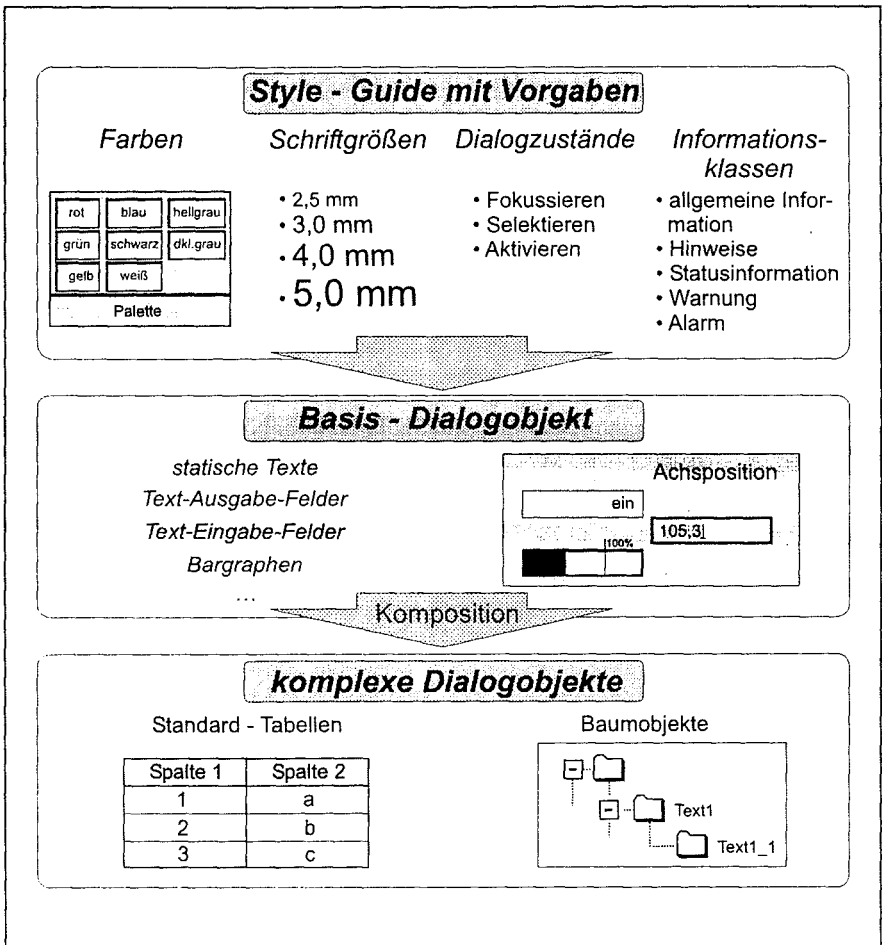 Style - Guide mit Vorgaben
Farben
rot blau hellgrau
grün schwarz dkl.grau
gelb weiß
Palette
Schriftgrößen
• 2,5 mm
• 3,0 mm
• 4,0 mm
• 5,0 mm
Dialogzustände
• Fokussieren
• Selektieren
• Aktivieren
Informations-
klassen
• allgemeine Infor-
mation
• Hinweise
• Statusinformation
• Warnung
• Alarm
Basis - Dialogobjekt
statische Texte
Text-Ausgabe-Felder
Text-Eingabe-Felder
Bargraphen
...
Achsposition
ein
105,3
100%
Komposition
komplexe Dialogobjekte
Standard - Tabellen
Spalte 1 Spalte 2
1 a
2 b
3 c
Baumobjekte
Text1
Text1_1